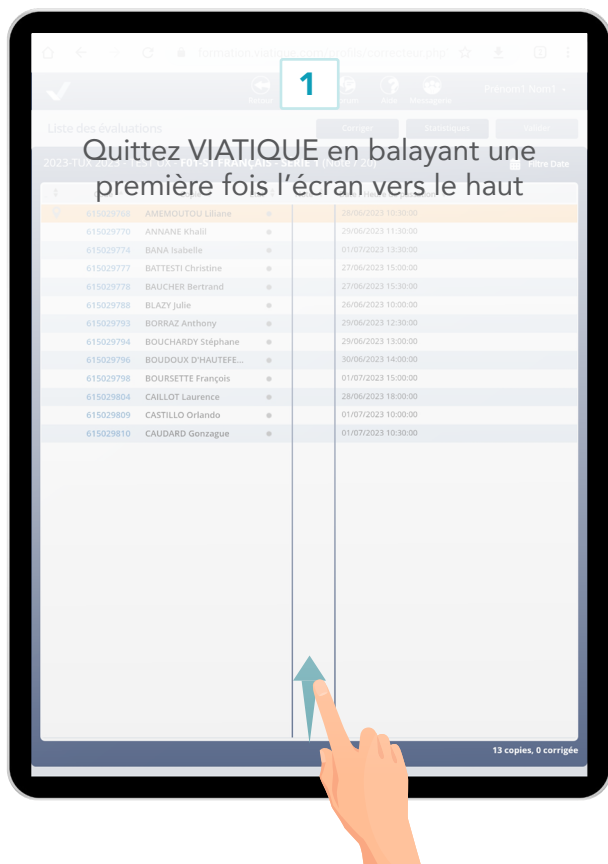 formation.viatique.com/profils/correcteur.php
1
Retour
Aide
Messagerie
Prénom1 Nom1
Liste des évaluations
Corriger
Statistiques
Quittez VIATIQUE en balayant une
première fois l'écran vers le haut
Filtre Date
615029768 AMEMOUTOU Liliane 28/06/2023 10:30:00
615029770 ANNANE Khalil 29/06/2023 11:30:00
615029774 BANA Isabelle 01/07/2023 13:30:00
615029777 BATTESTI Christine 27/06/2023 15:00:00
615029778 BAUCHER Bertrand 27/06/2023 15:30:00
615029788 BLAZY Julie 26/06/2023 10:00:00
615029793 BORRAZ Anthony 29/06/2023 12:30:00
615029794 BOUCHARDY Stéphane 29/06/2023 13:00:00
615029796 BOUDOUX D'HAUTEFE... 30/06/2023 14:00:00
615029798 BOURSETTE François 01/07/2023 15:00:00
615029804 CAILLOT Laurence 28/06/2023 18:00:00
615029809 CASTILLO Orlando 01/07/2023 10:00:00
615029810 CAUDARD Gonzague 01/07/2023 10:30:00
13 copies, 0 corrigée